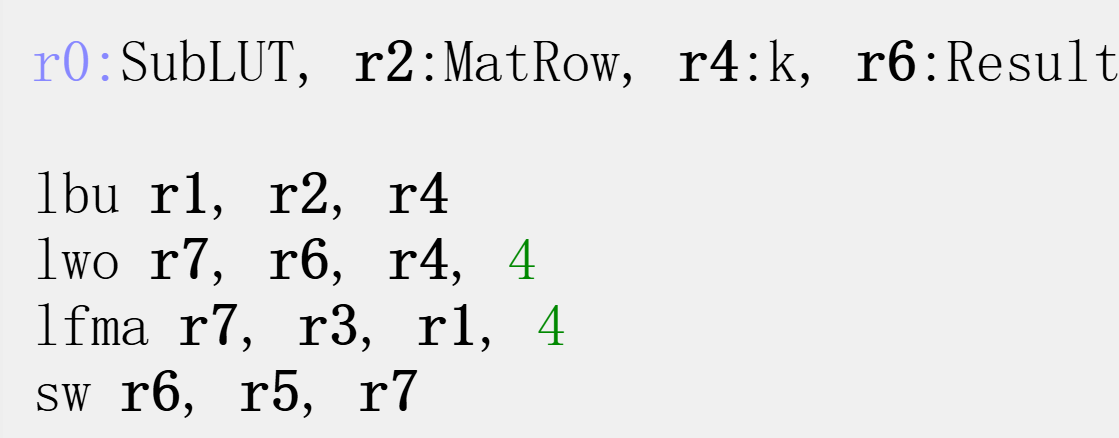 r0:SubLUT, r2:MatRow, r4:k, r6:Result
lbu r1, r2, r4
lwo r7, r6, r4, 4
lfma r7, r3, r1, 4
sw r6, r5, r7